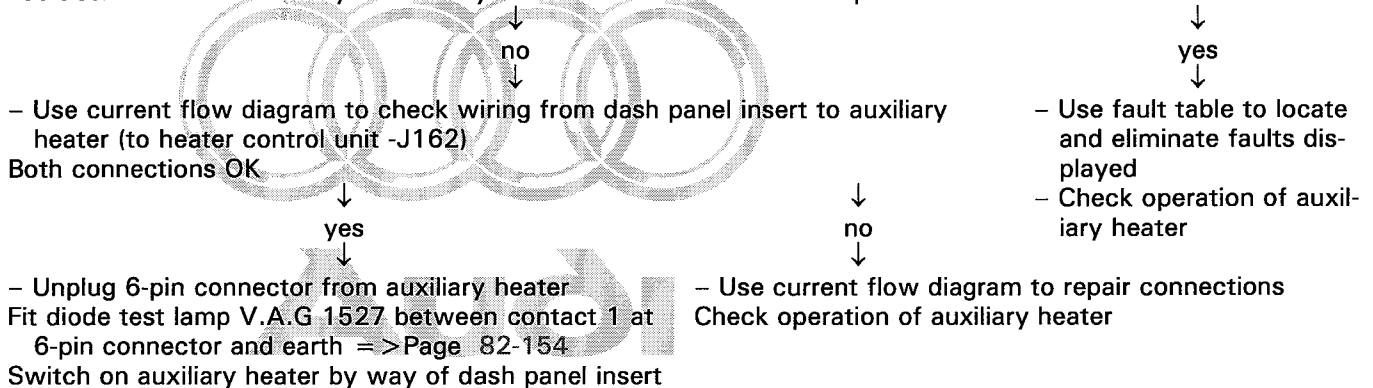 no
yes
– Use current flow diagram to check wiring from dash panel insert to auxiliary
heater (to heater control unit -J162)
Both connections OK
– Use fault table to locate
and eliminate faults dis-
played
– Check operation of auxil-
iary heater
yes
no
– Unplug 6-pin connector from auxiliary heater
Fit diode test lamp V.A.G 1527 between contact 1 at
6-pin connector and earth = >Page 82-154
Switch on auxiliary heater by way of dash panel insert
– Use current flow diagram to repair connections
Check operation of auxiliary heater
Audi